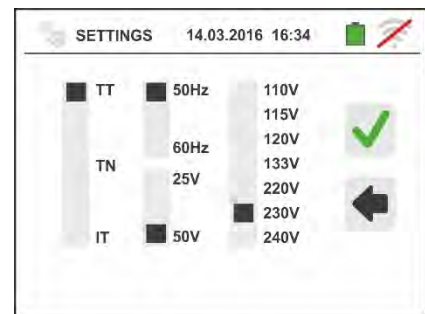 SETTINGS 14.03.2016 16:34
TT
TN
IT
50Hz
60Hz
25V
50V
110V
115V
120V
133V
220V
230V
240V